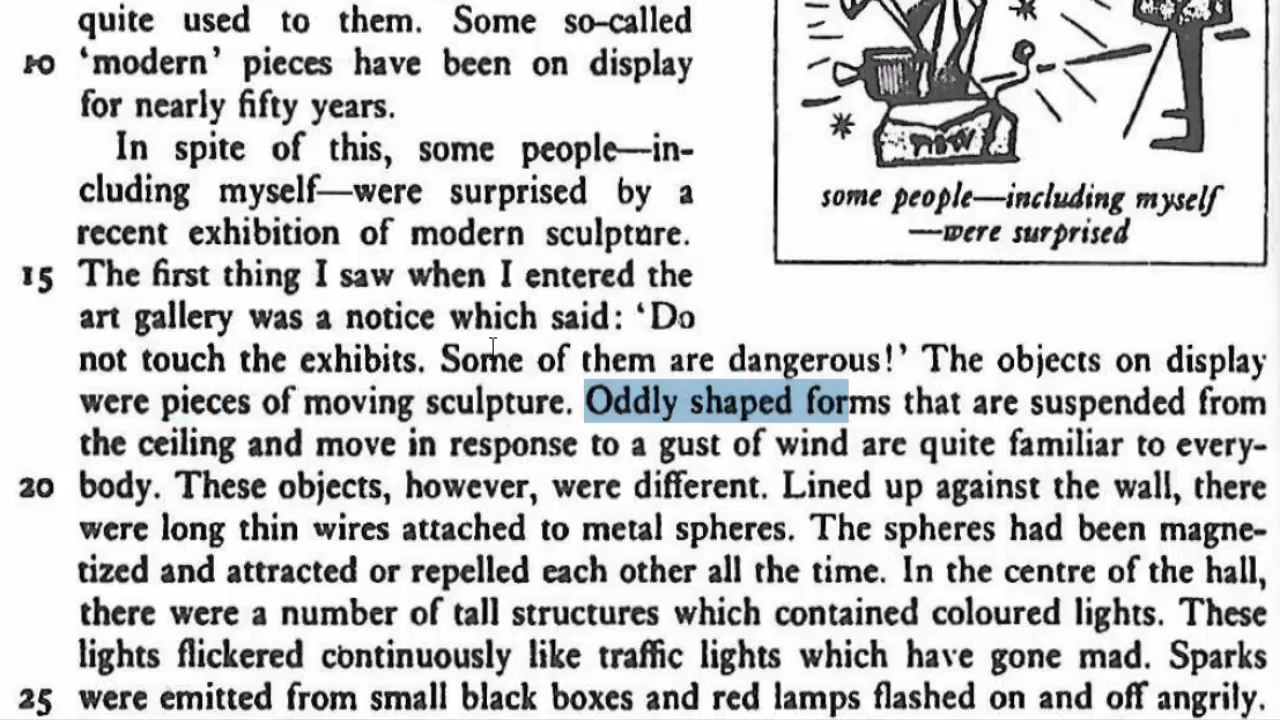 quite used to them. Some so-called
10 ‘modern’ pieces have been on display
for nearly fifty years.
In spite of this, some people—in-
cluding myself—were surprised by a
recent exhibition of modern sculpture.
15 The first thing I saw when I entered the
art gallery was a notice which said: ‘Do
not touch the exhibits. Some of them are dangerous!’ The objects on display
were pieces of moving sculpture. Oddly shaped forms that are suspended from
the ceiling and move in response to a gust of wind are quite familiar to every-
20 body. These objects, however, were different. Lined up against the wall, there
were long thin wires attached to metal spheres. The spheres had been magne-
tized and attracted or repelled each other all the time. In the centre of the hall,
there were a number of tall structures which contained coloured lights. These
lights flickered continuously like traffic lights which have gone mad. Sparks
25 were emitted from small black boxes and red lamps flashed on and off angrily.
now
some people—including myself
—were surprised